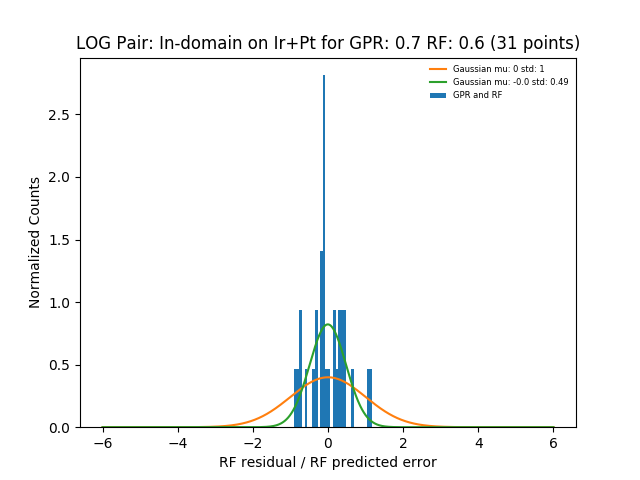 LOG Pair: In-domain on Ir+Pt for GPR: 0.7 RF: 0.6 (31 points)
Gaussian mu: 0 std: 1
Gaussian mu: -0.0 std: 0.49
GPR and RF
Normalized Counts
2.5
2.0
1.5
1.0
0.5
0.0
−6 −4 −2 0 2 4 6
RF residual / RF predicted error